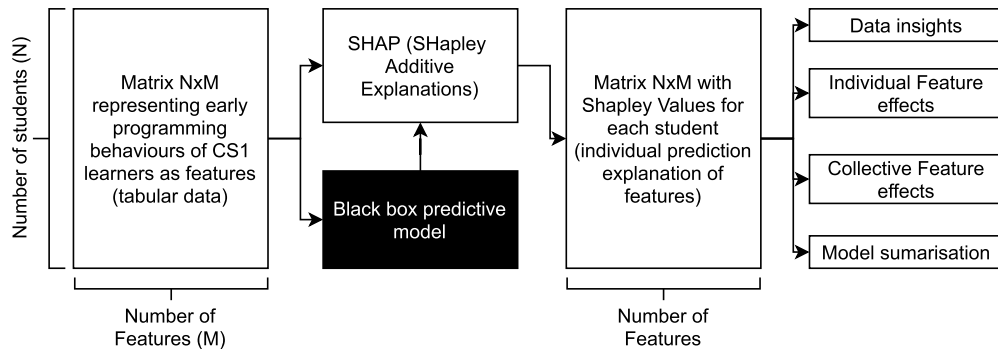 Number of students (N)
Matrix NxM
representing early
programming
behaviours of CS1
learners as features
(tabular data)
Number of
Features (M)
SHAP (SHapley
Additive
Explanations)
Black box predictive
model
Matrix NxM with
Shapley Values for
each student
(individual prediction
explanation of
features)
Number of
Features
Data insights
Individual Feature
effects
Collective Feature
effects
Model sumarisation